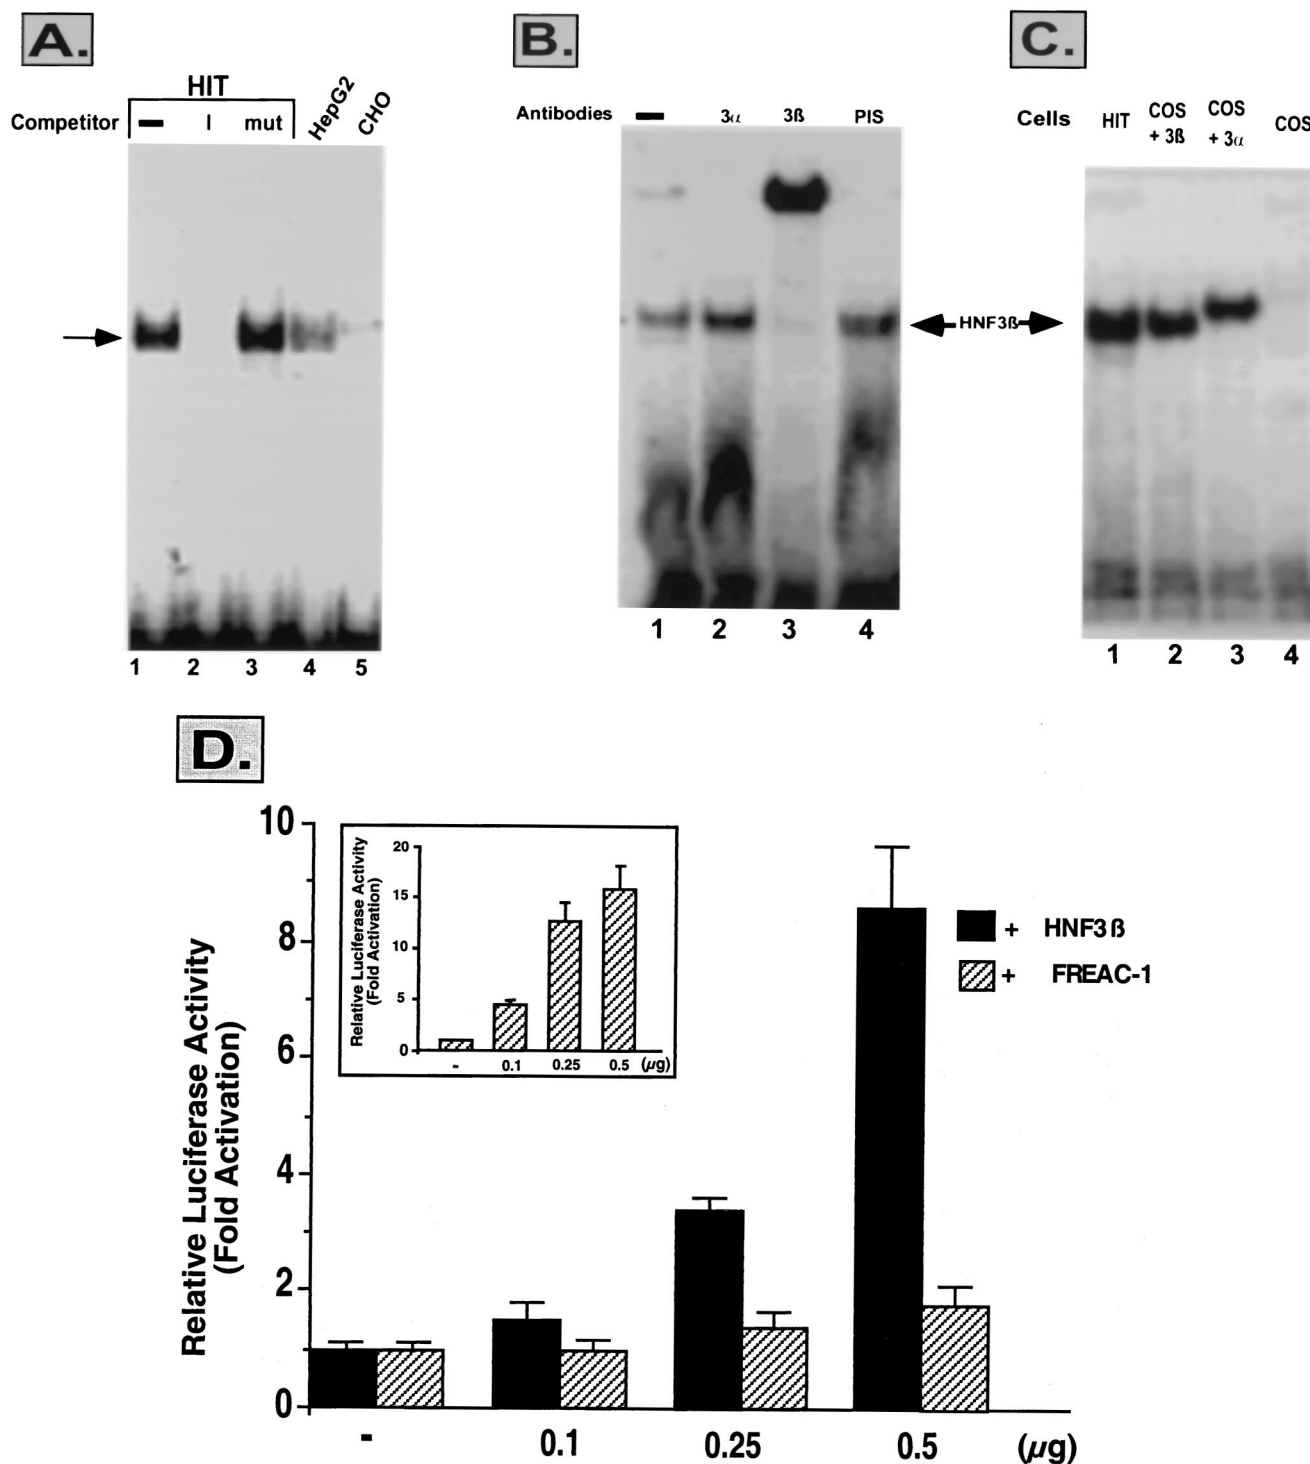 A.
HIT
Competitor - I mut HepG2 CHO
1 2 3 4 5
B.
Antibodies - 3α 3ß PIS
HNF3ß
1 2 3 4
C.
Cells HIT COS + 3ß COS + 3α COS
1 2 3 4
D.
Relative Luciferase Activity
(Fold Activation)
10
8
6
4
2
0
- 0.1 0.25 0.5 (µg)
Relative Luciferase Activity
(Fold Activation)
20
15
10
5
0
- 0.1 0.25 0.5 (µg)
+ HNF3ß
+ FREAC-1